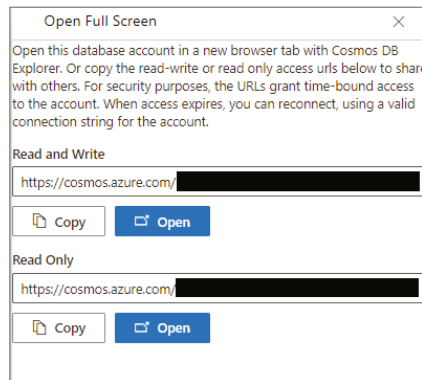 Open Full Screen
Open this database account in a new browser tab with Cosmos DB
Explorer. Or copy the read-write or read only access urls below to share
with others. For security purposes, the URLs grant time-bound access
to the account. When access expires, you can reconnect, using a valid
connection string for the account.
Read and Write
https://cosmos.azure.com/
Copy Open
Read Only
https://cosmos.azure.com/
Copy Open